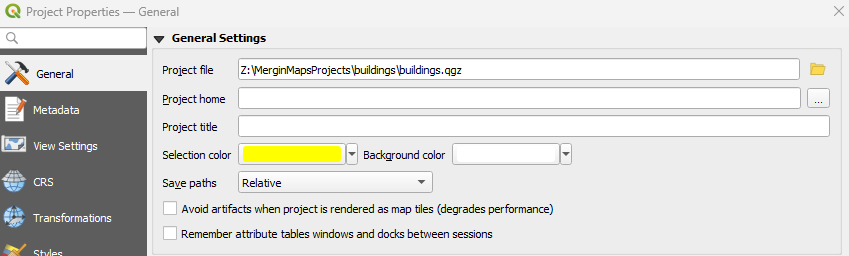 Project Properties — General
General Settings
General
Project file Z:\MerginMapsProjects\buildings\buildings.qgz
Metadata
Project home ...
Project title
View Settings
Selection color Background color
CRS
Save paths Relative
Transformations
Avoid artifacts when project is rendered as map tiles (degrades performance)
Remember attribute tables windows and docks between sessions
Styles